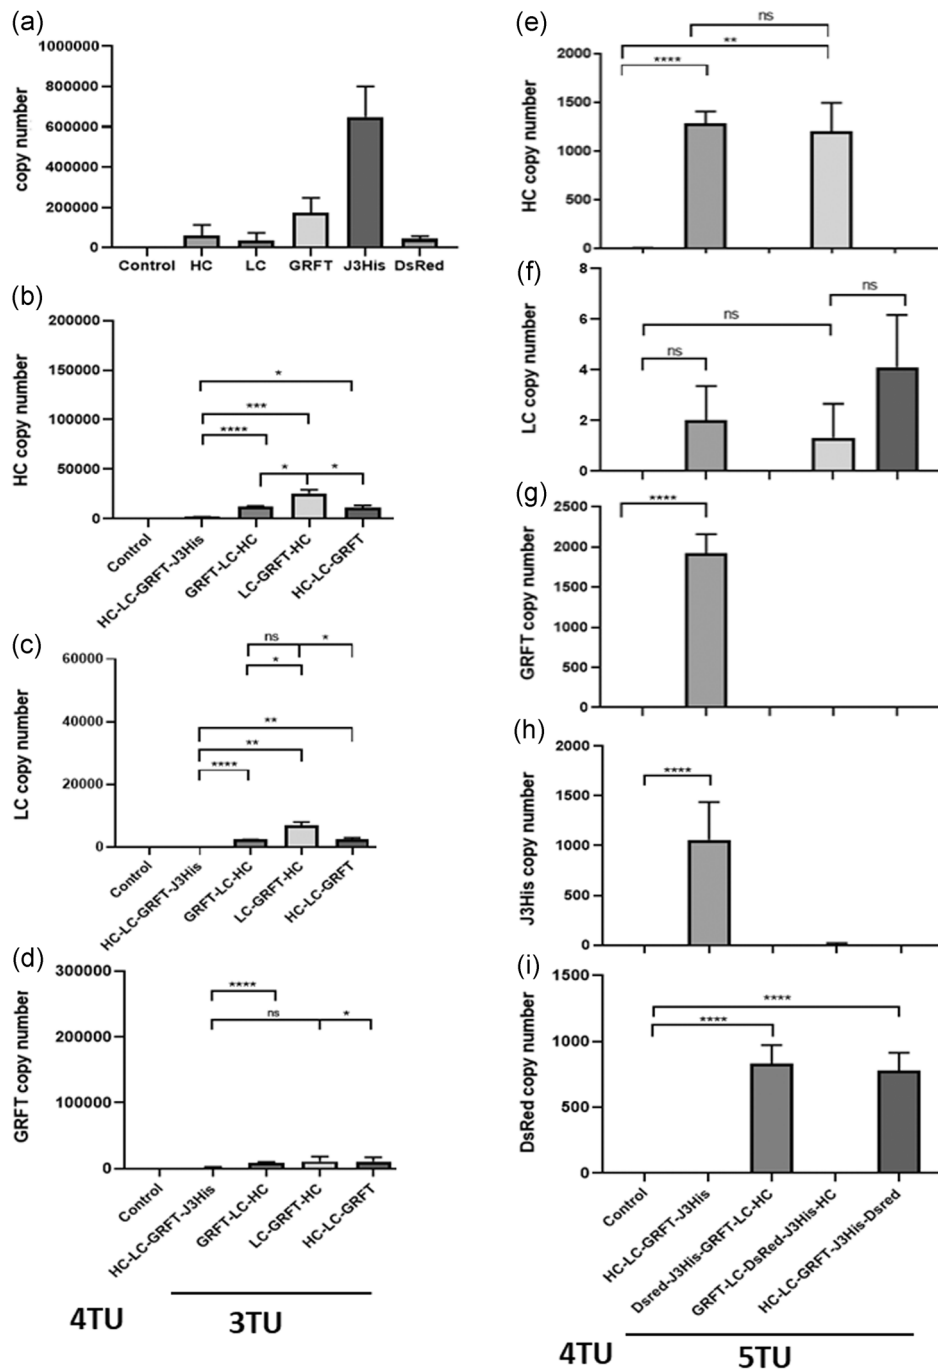 (a)
1000000
800000
600000
400000
200000
0
copy number
Control HC LC GRFT J3His DsRed
(b)
200000
150000
100000
50000
0
HC copy number
*
***
****
* *
Control
HC-LC-GRFT-J3His
GRFT-LC-HC
LC-GRFT-HC
HC-LC-GRFT
(c)
60000
40000
20000
0
LC copy number
ns *
*
**
**
****
Control
HC-LC-GRFT-J3His
GRFT-LC-HC
LC-GRFT-HC
HC-LC-GRFT
(d)
300000
200000
100000
0
GRFT copy number
****
ns *
Control
HC-LC-GRFT-J3His
GRFT-LC-HC
LC-GRFT-HC
HC-LC-GRFT
4TU 3TU
(e)
2000
1500
1000
500
0
HC copy number
ns
**
****
(f)
8
6
4
2
0
LC copy number
ns
ns
ns
(g)
2500
2000
1500
1000
500
0
GRFT copy number
****
(h)
2000
1500
1000
500
0
J3His copy number
****
(i)
1500
1000
500
0
DsRed copy number
****
****
Control
HC-LC-GRFT-J3His
Dsred-J3His-GRFT-LC-HC
GRFT-LC-DsRed-J3His-HC
HC-LC-GRFT-J3His-Dsred
4TU 5TU